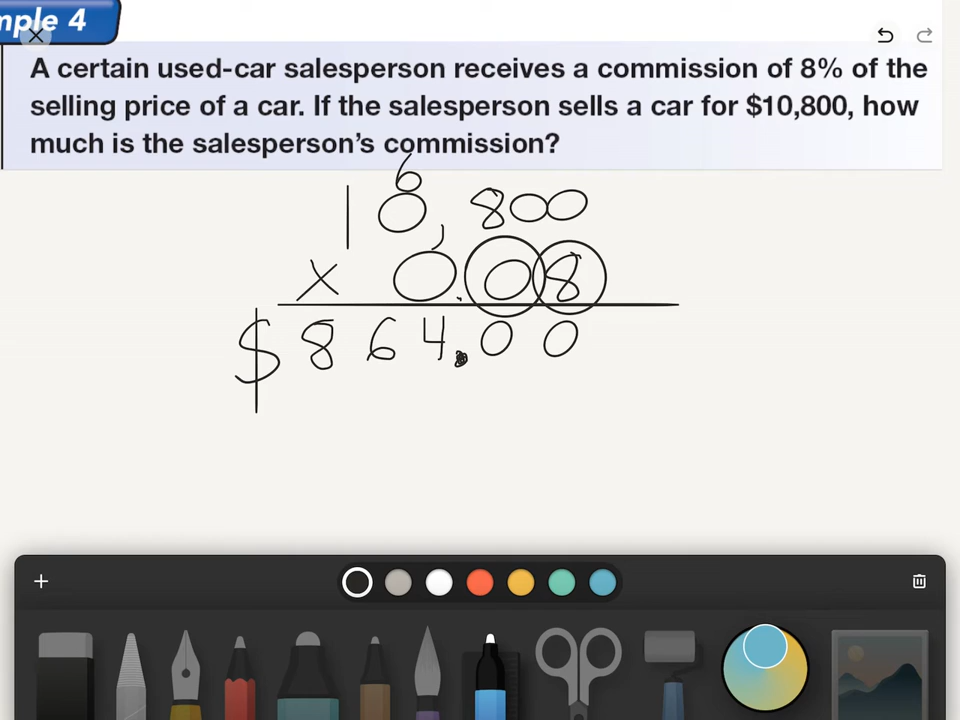 mple 4
A certain used-car salesperson receives a commission of 8% of the
selling price of a car. If the salesperson sells a car for $10,800, how
much is the salesperson's commission?
6
10,800
× 0.08
$864.00